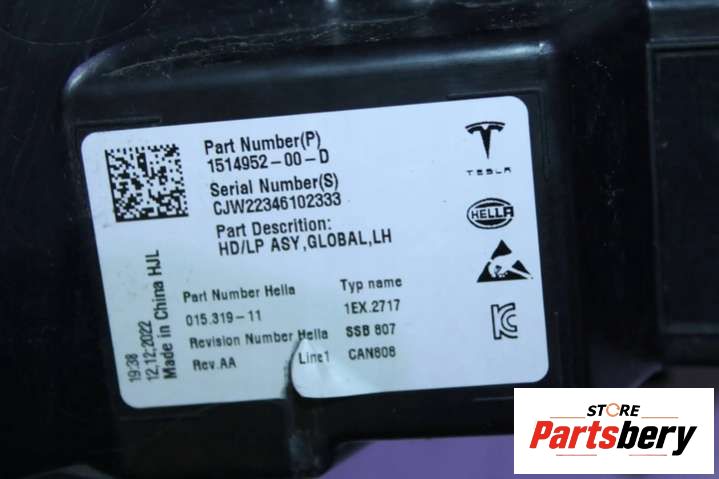 Part Number(P)
1514952-00-D
Serial Number(S)
CJW22346102333
Part Descrition:
HD/LP ASY,GLOBAL,LH
TESLA
HELLA
Part Number Hella
015.319-11
Revision Number Hella
Rev.AA
Line1
Typ name
1EX.2717
SSB 807
CAN808
19:38
12,12,2022
Made in China HJL
STORE
Partsbery